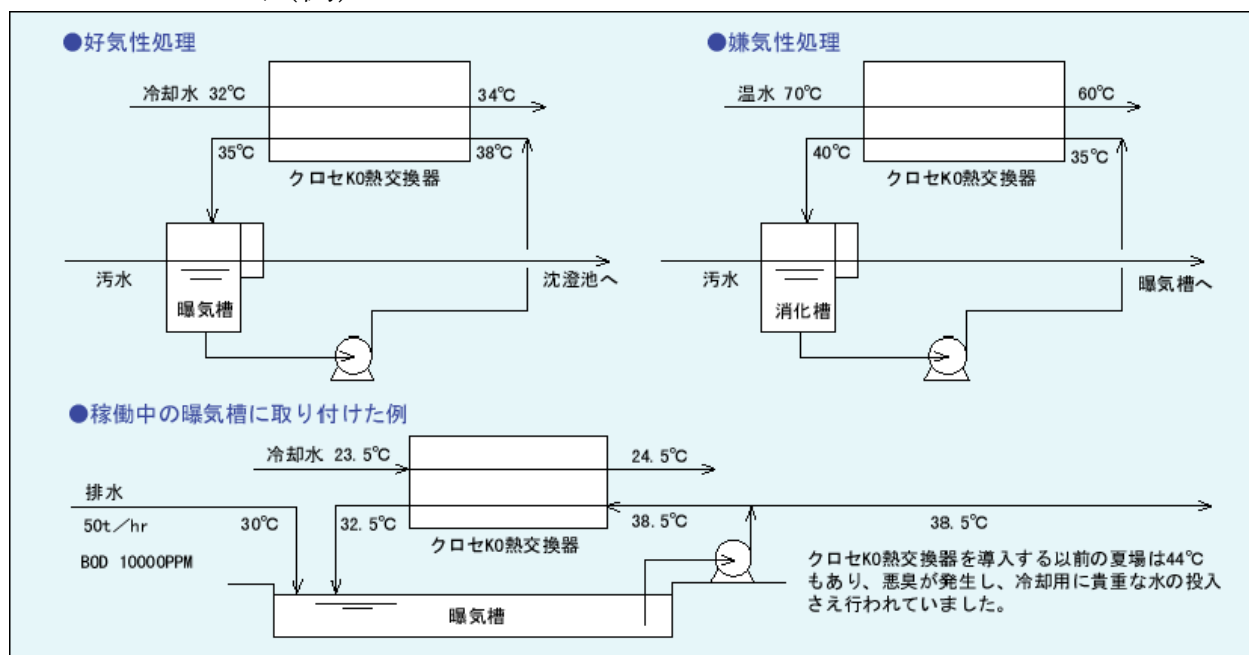 ●好気性処理
冷却水 32℃
34℃
35℃
38℃
クロセKO熱交換器
汚水
曝気槽
沈澄池へ
●嫌気性処理
温水 70℃
60℃
40℃
35℃
クロセKO熱交換器
汚水
消化槽
曝気槽へ
●稼働中の曝気槽に取り付けた例
冷却水 23.5℃
24.5℃
排水
50t/hr
30℃
32.5℃
38.5℃
38.5℃
クロセKO熱交換器
BOD 10000PPM
曝気槽
クロセKO熱交換器を導入する以前の夏場は44℃
もあり、悪臭が発生し、冷却用に貴重な水の投入
さえ行われていました。